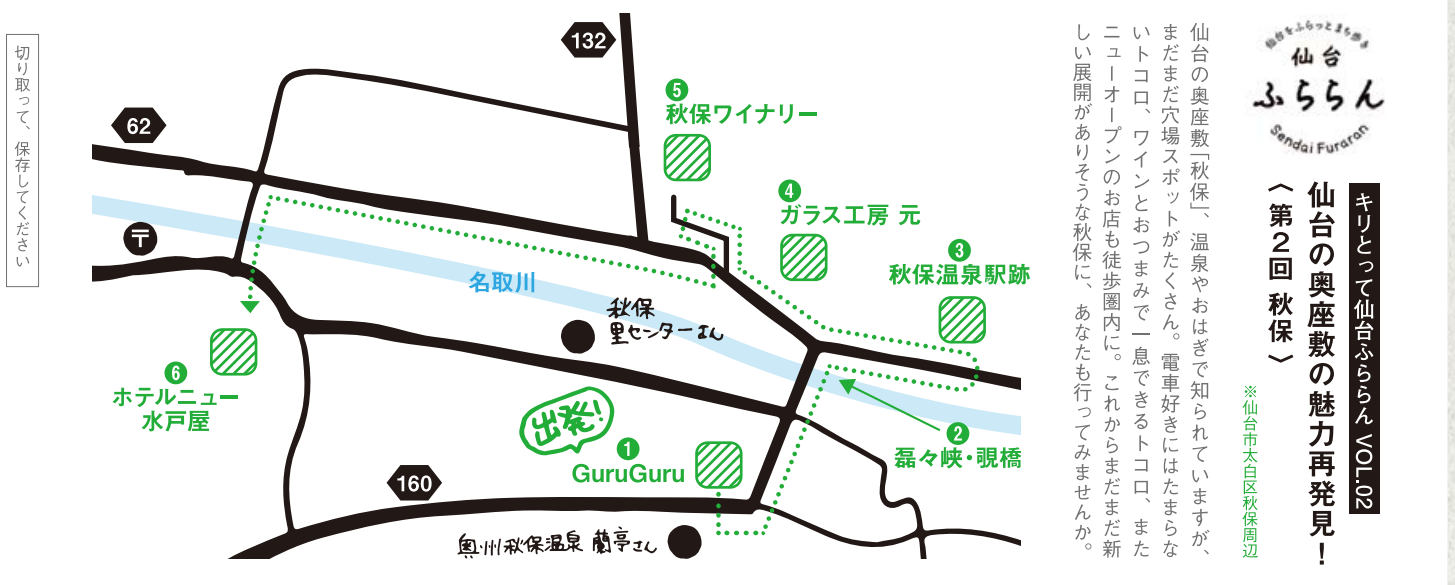 仙台をふらっとまち歩き
仙台
ふららん
Sendai Furaran
キリとって仙台ふららん VOL.02
仙台の奥座敷の魅力再発見！
〈第2回 秋保〉
※仙台市太白区秋保周辺
仙台の奥座敷「秋保」、温泉やおはぎで知られていますが、
まだまだ穴場スポットがたくさん。電車好きにはたまらな
いトコロ、ワインとおつまみで一息できるトコロ、また
ニューオープンのお店も徒歩圏内に。これからまだまだ新
しい展開がありそうな秋保に、あなたも行ってみませんか。
132
62
5
秋保ワイナリー
4
ガラス工房 元
3
秋保温泉駅跡
〒
名取川
秋保
里センターさん
6
ホテルニュー
水戸屋
出発！
1
GuruGuru
2
磊々峡・覗橋
160
奥州秋保温泉 蘭亭さん
切り取って、保存してください